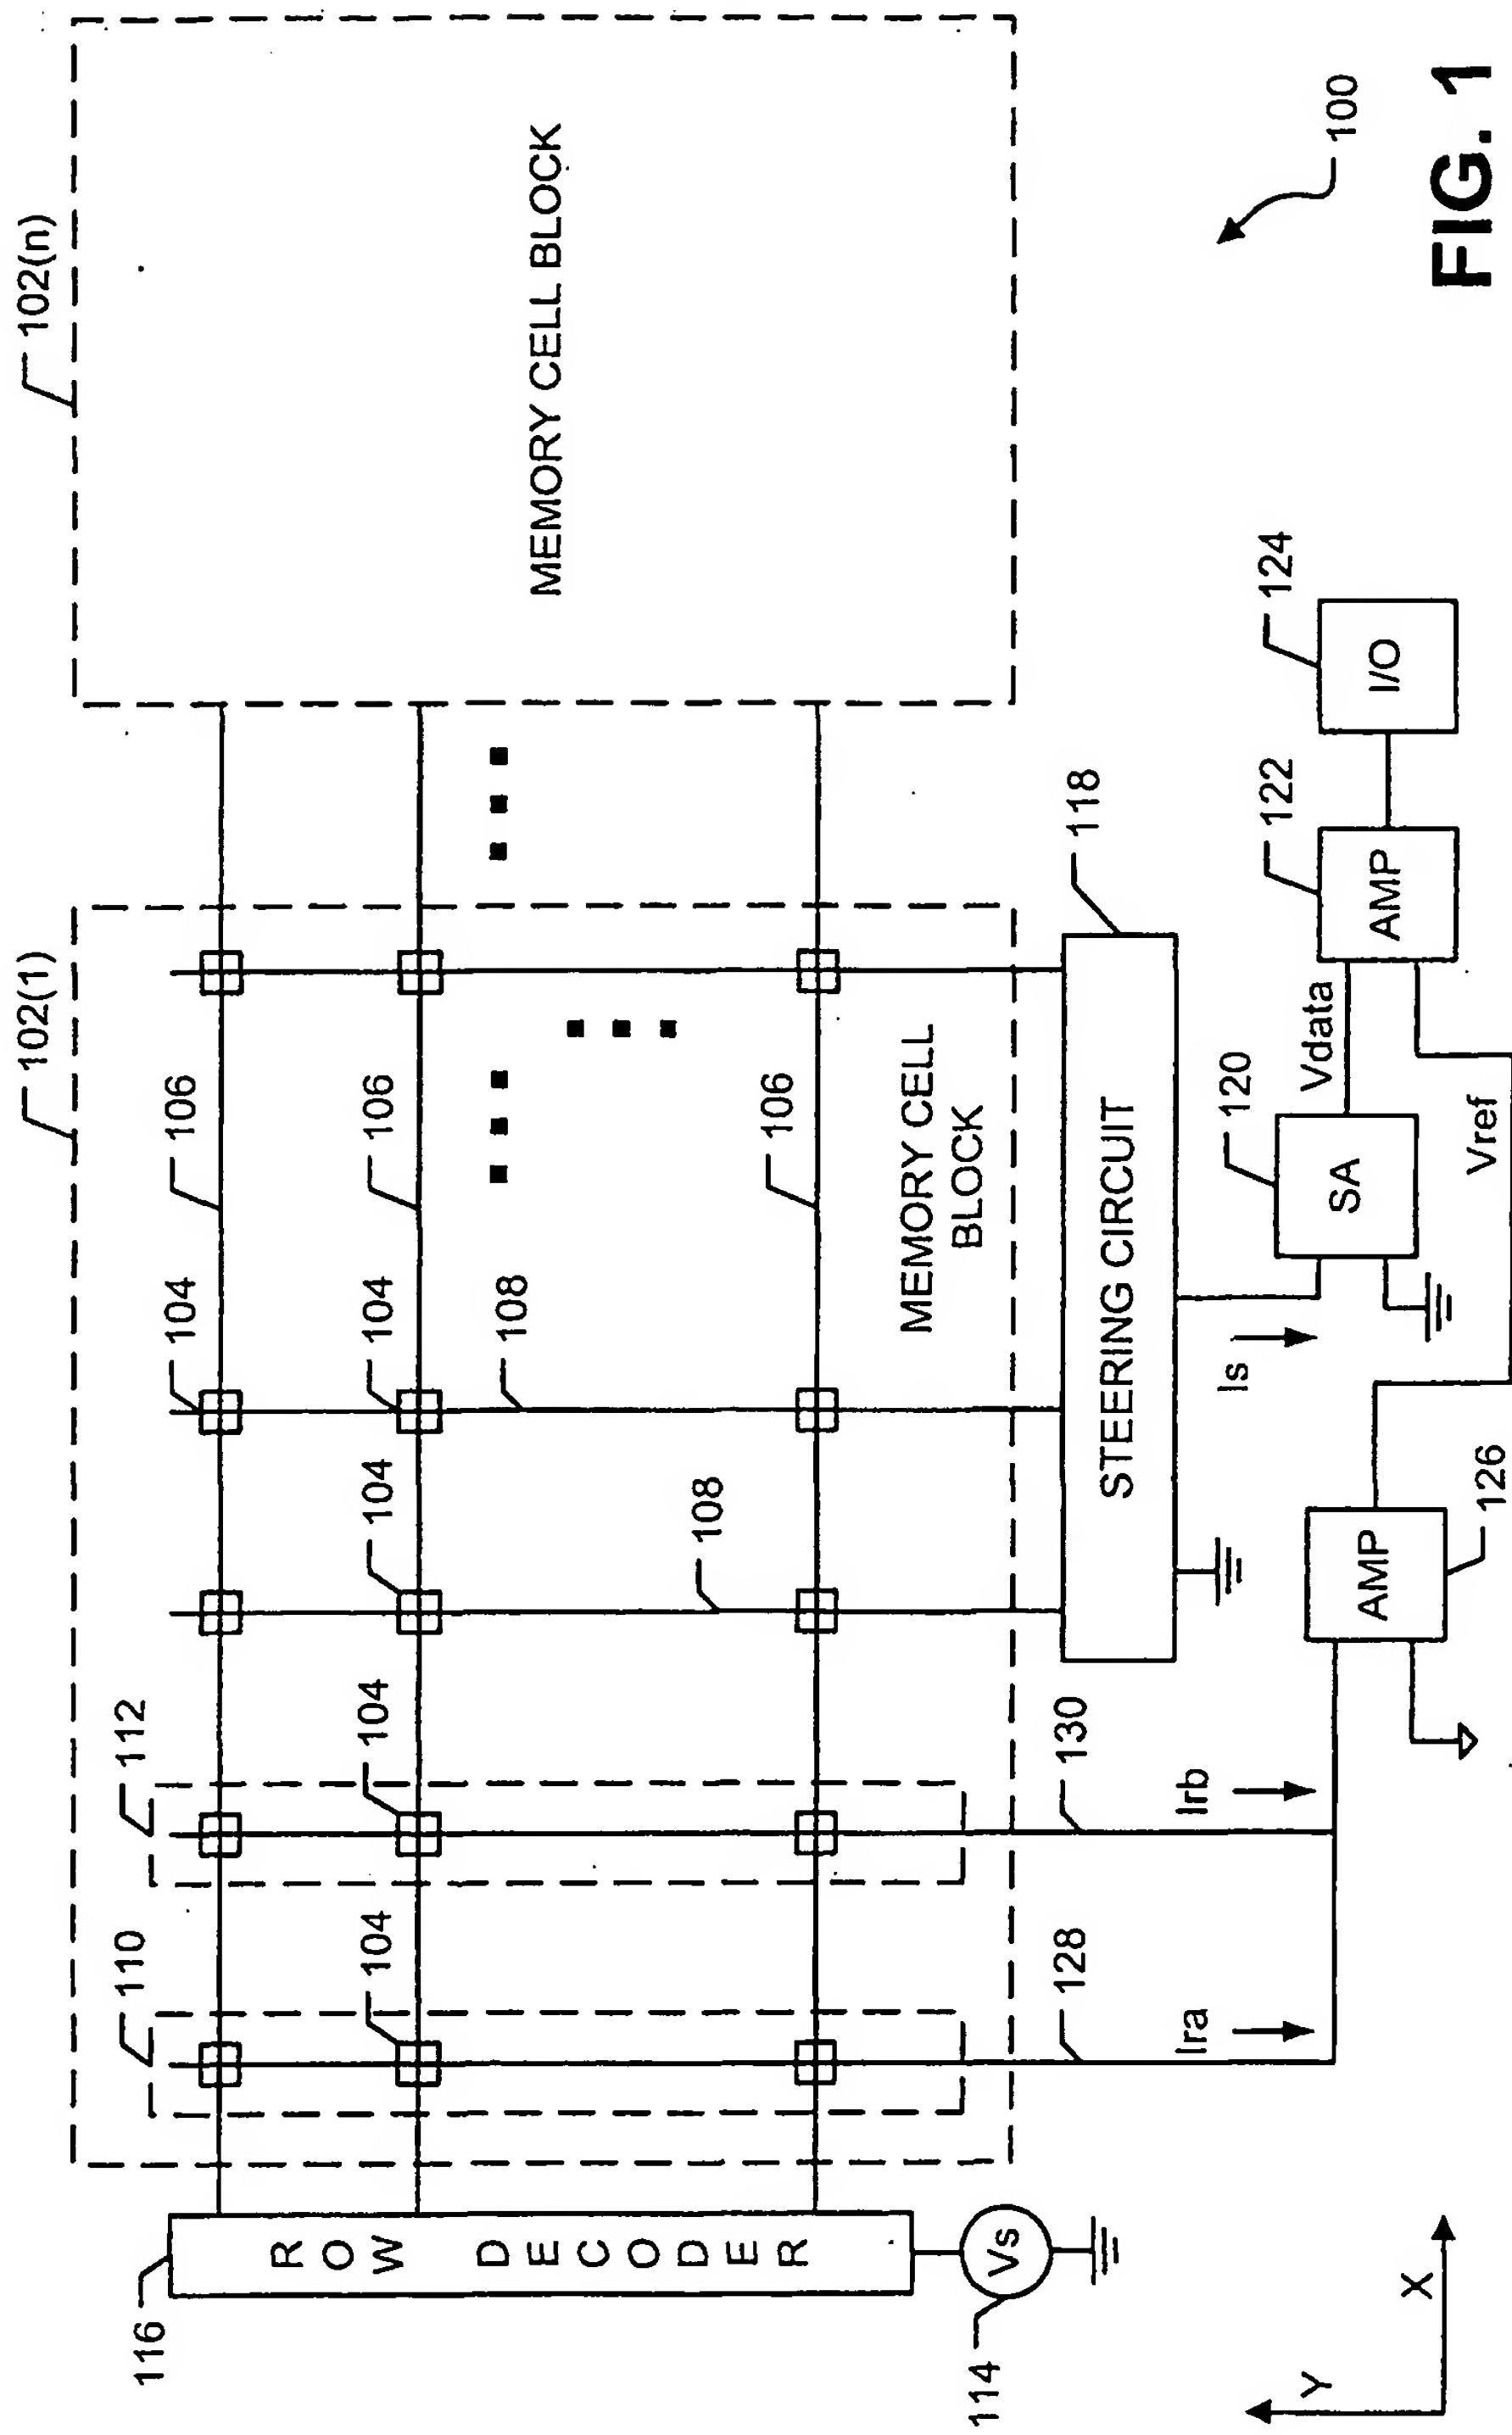 102(1)
102(n)
110
112
104
106
104
104
104
104
106
108
108
106
MEMORY CELL BLOCK
MEMORY CELL
BLOCK
116
ROW DECODER
114
Vs
128
130
STEERING CIRCUIT
118
Ira
Irb
Is
120
SA
Vdata
122
AMP
124
I/O
AMP
126
Vref
Y
X
100
FIG. 1